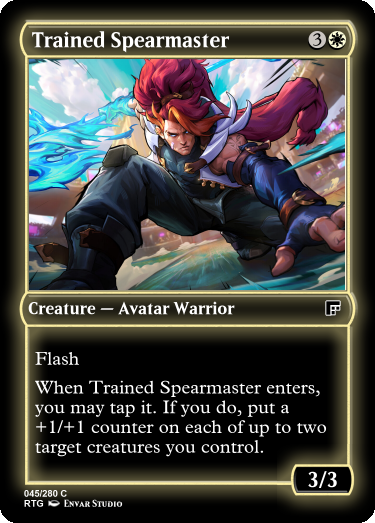 Trained Spearmaster 3
Creature — Avatar Warrior
Flash
When Trained Spearmaster enters,
you may tap it. If you do, put a
+1/+1 counter on each of up to two
target creatures you control.
3/3
045/280 C
RTG Envar Studio